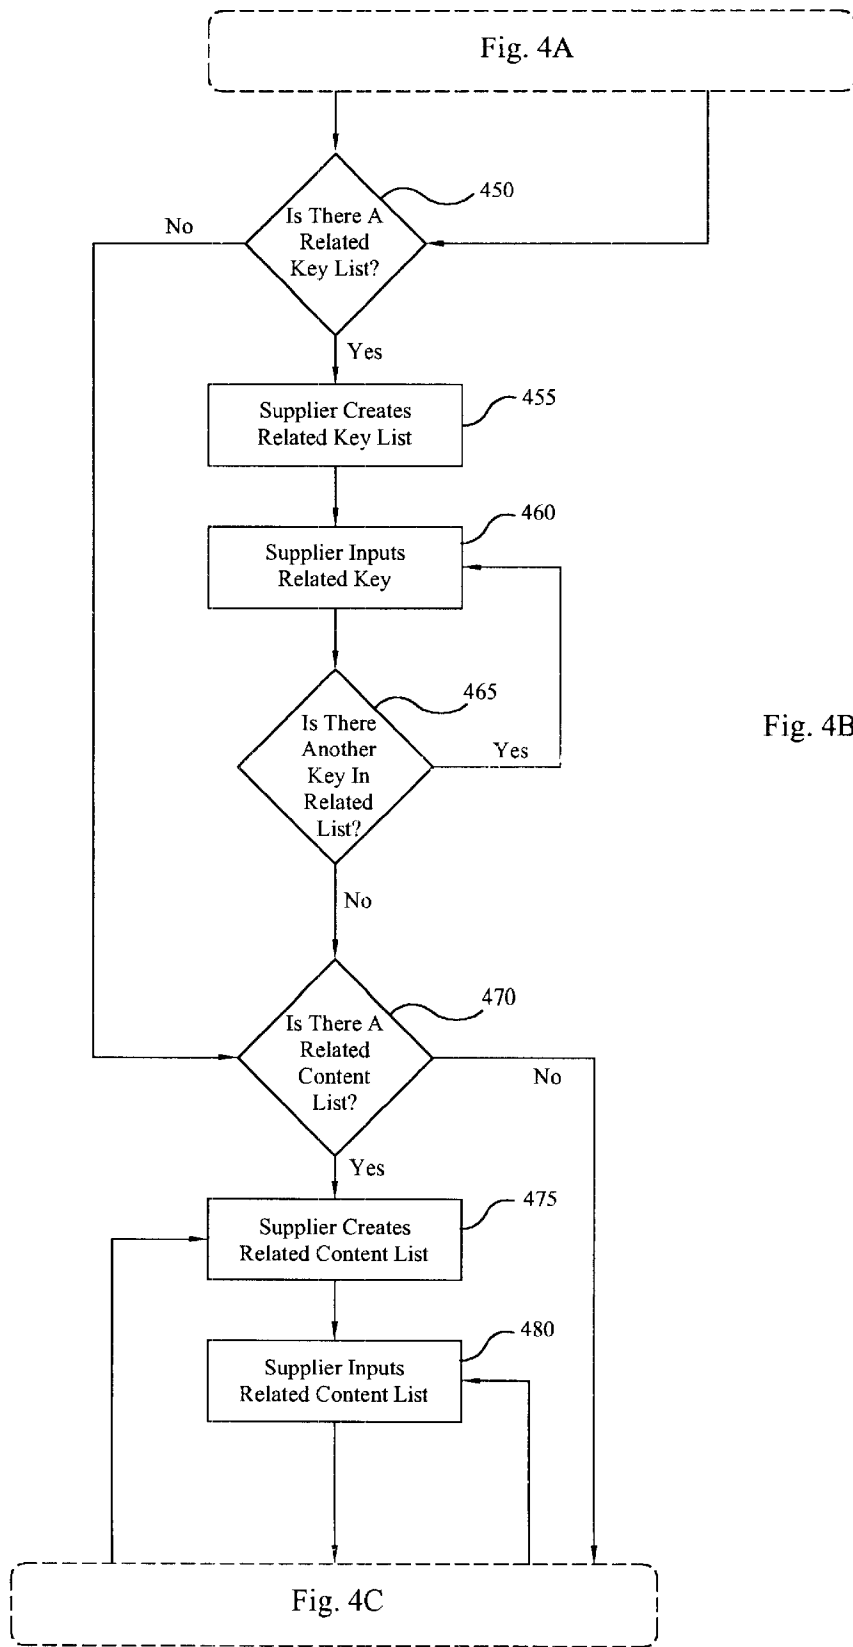 Fig. 4A
450
No
Is There A
Related
Key List?
Yes
455
Supplier Creates
Related Key List
460
Supplier Inputs
Related Key
465
Is There
Another
Key In
Related
List?
Yes
Fig. 4B
No
470
Is There A
Related
Content
List?
No
Yes
475
Supplier Creates
Related Content List
480
Supplier Inputs
Related Content List
Fig. 4C